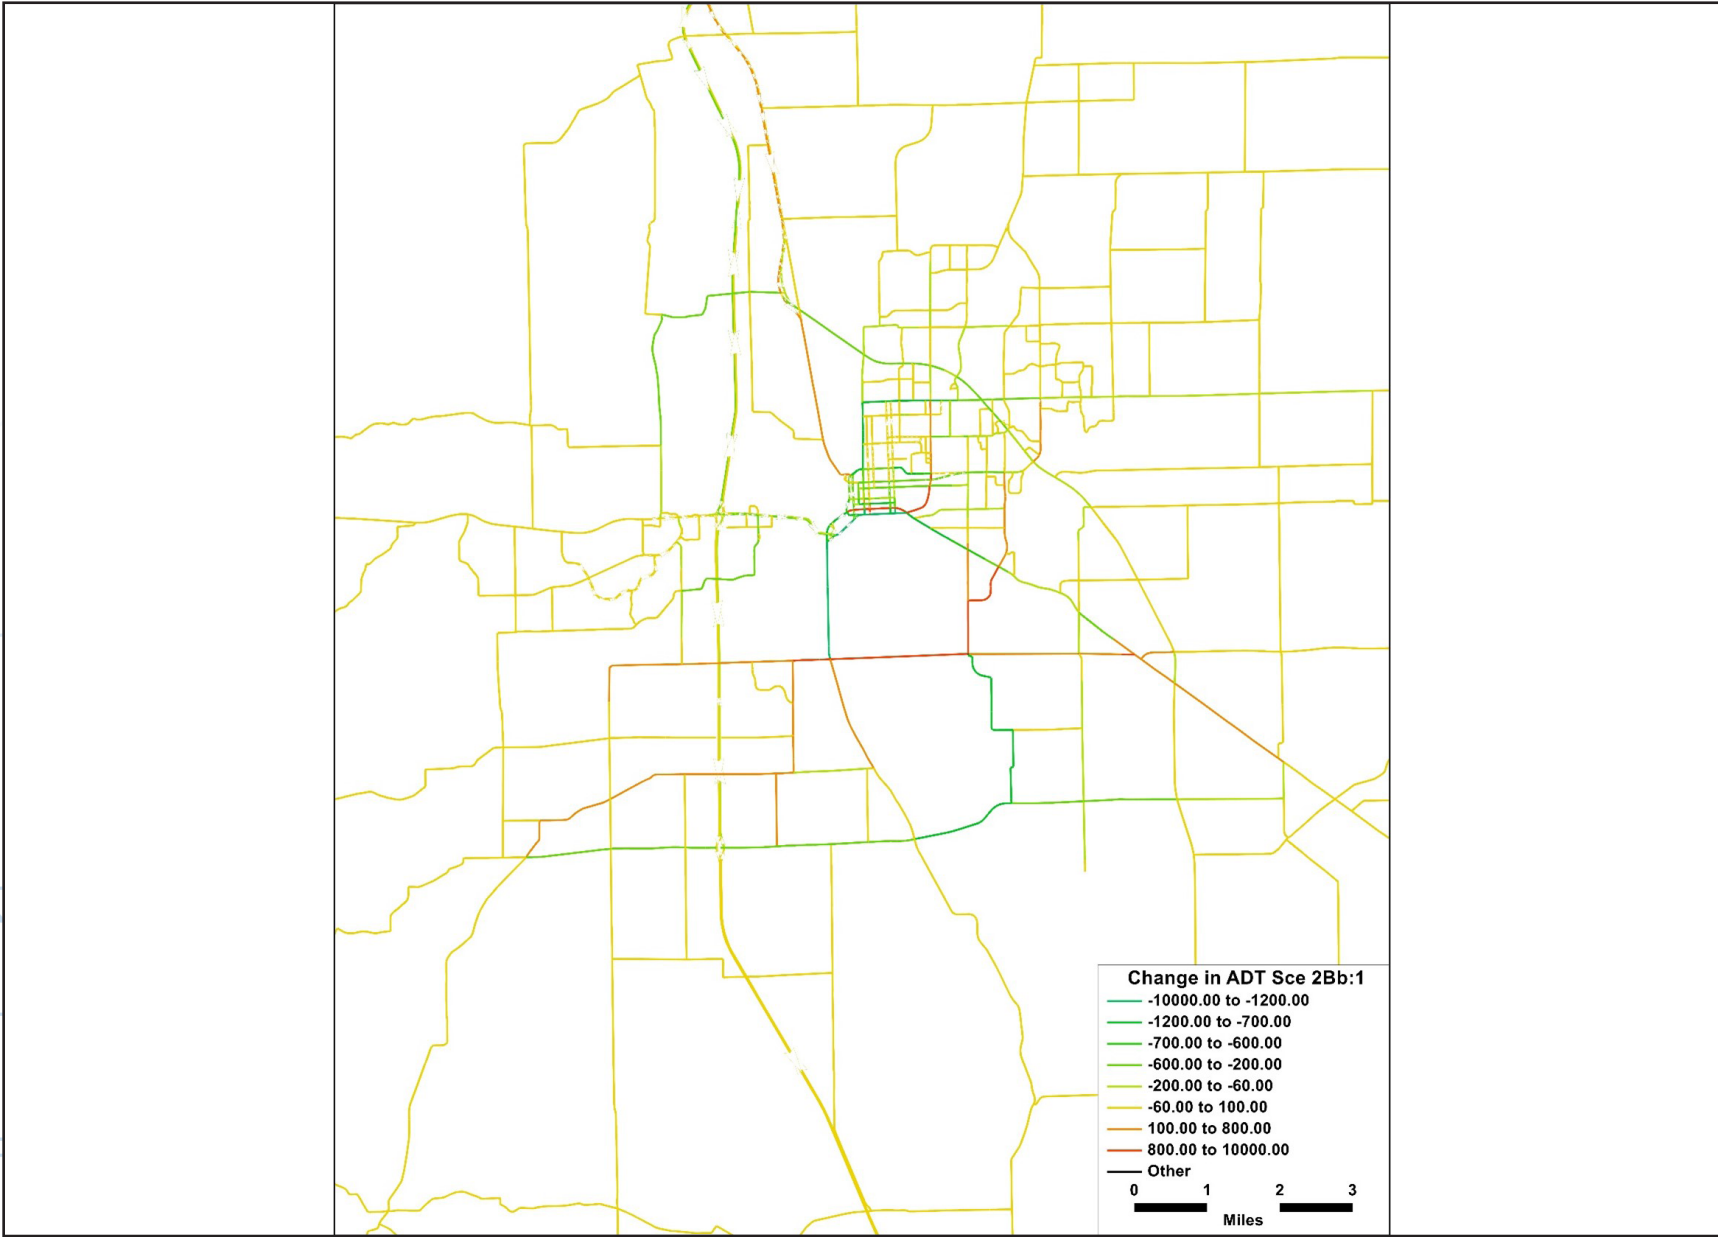 Change in ADT Sce 2Bb:1
-10000.00 to -1200.00
-1200.00 to -700.00
-700.00 to -600.00
-600.00 to -200.00
-200.00 to -60.00
-60.00 to 100.00
100.00 to 800.00
800.00 to 10000.00
Other
0 1 2 3
Miles